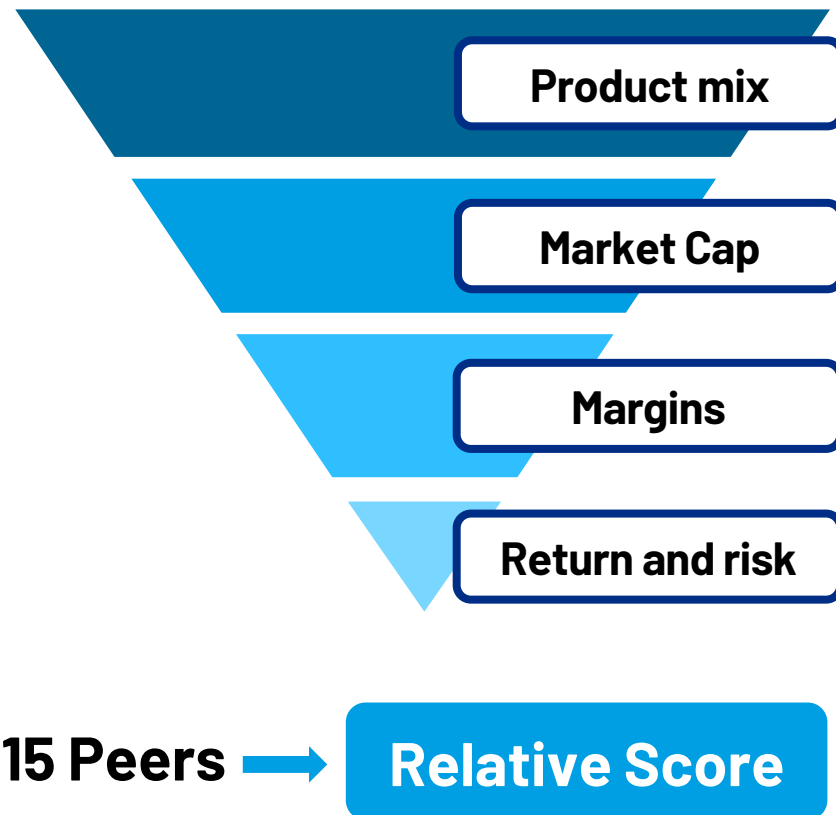 Product mix
Market Cap
Margins
Return and risk
15 Peers
Relative Score